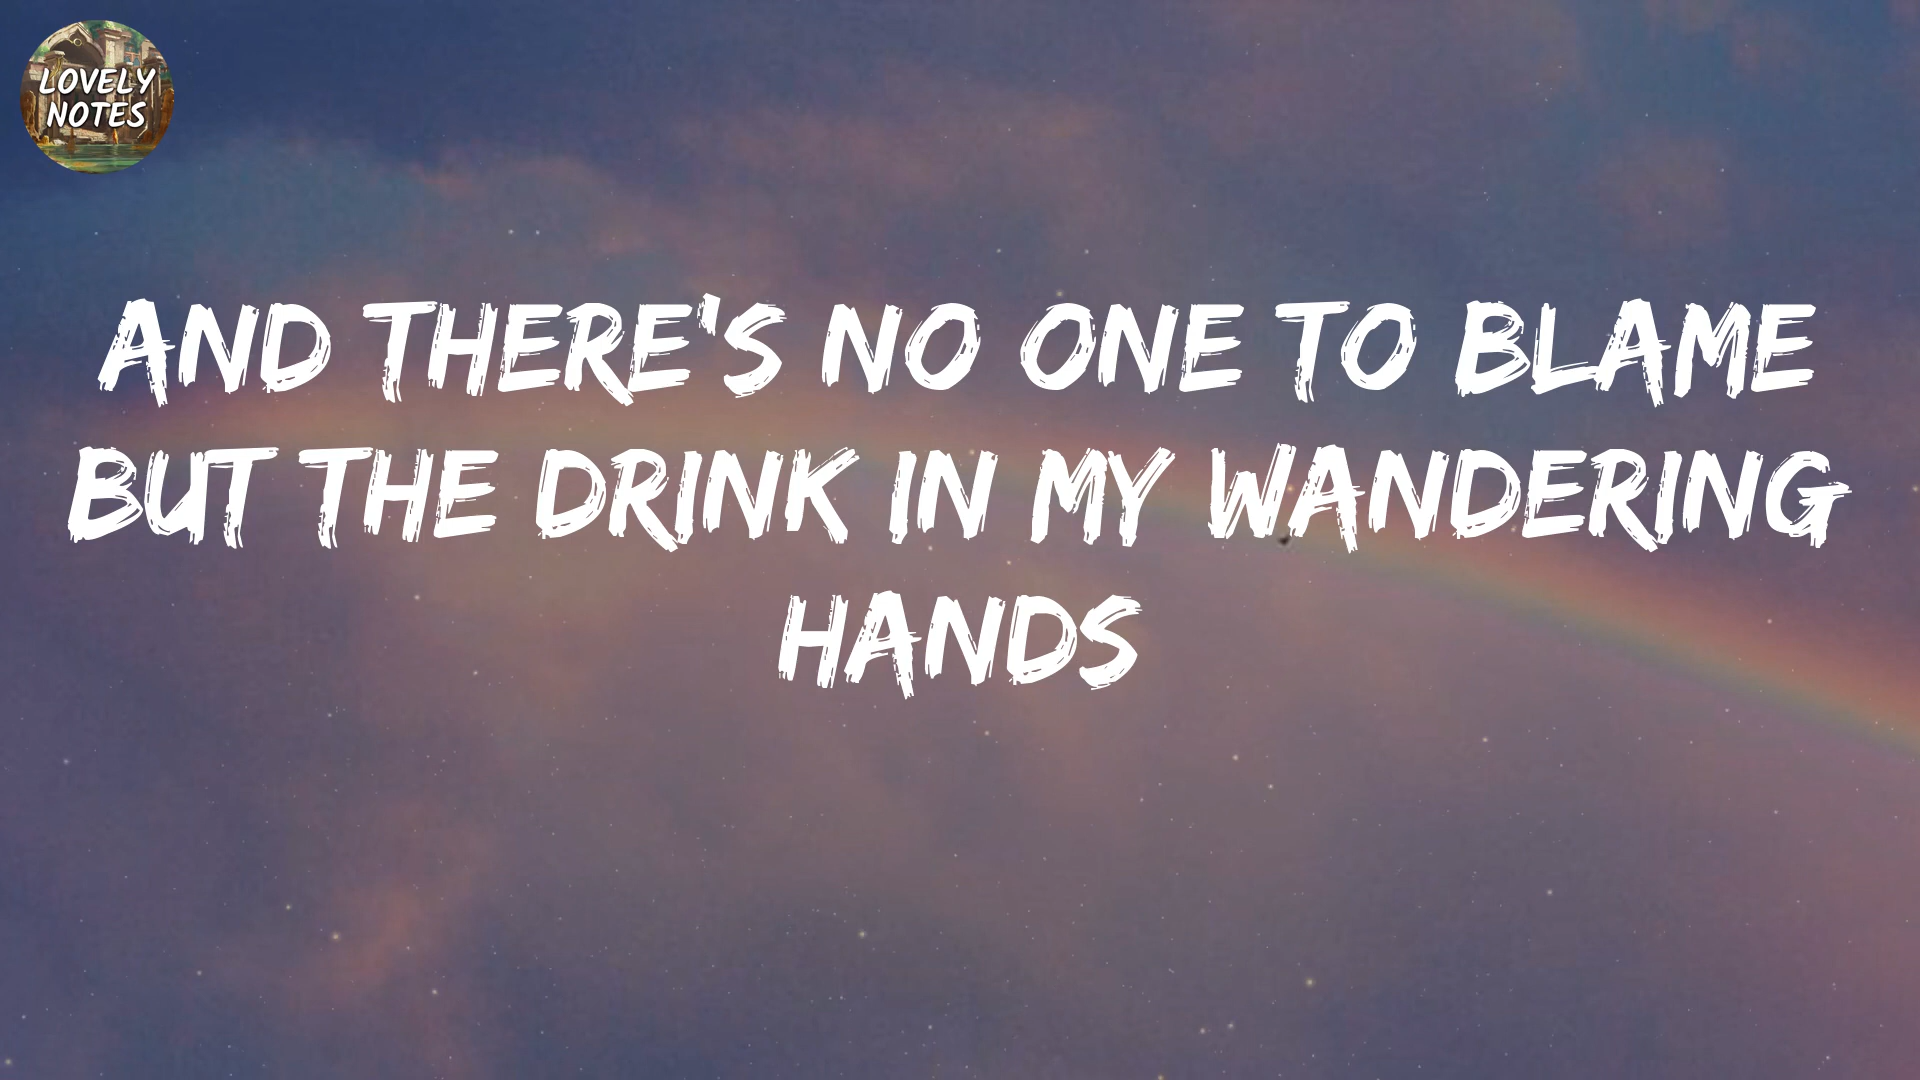 LOVELY
NOTES
AND THERE'S NO ONE TO BLAME
BUT THE DRINK IN MY WANDERING
HANDS